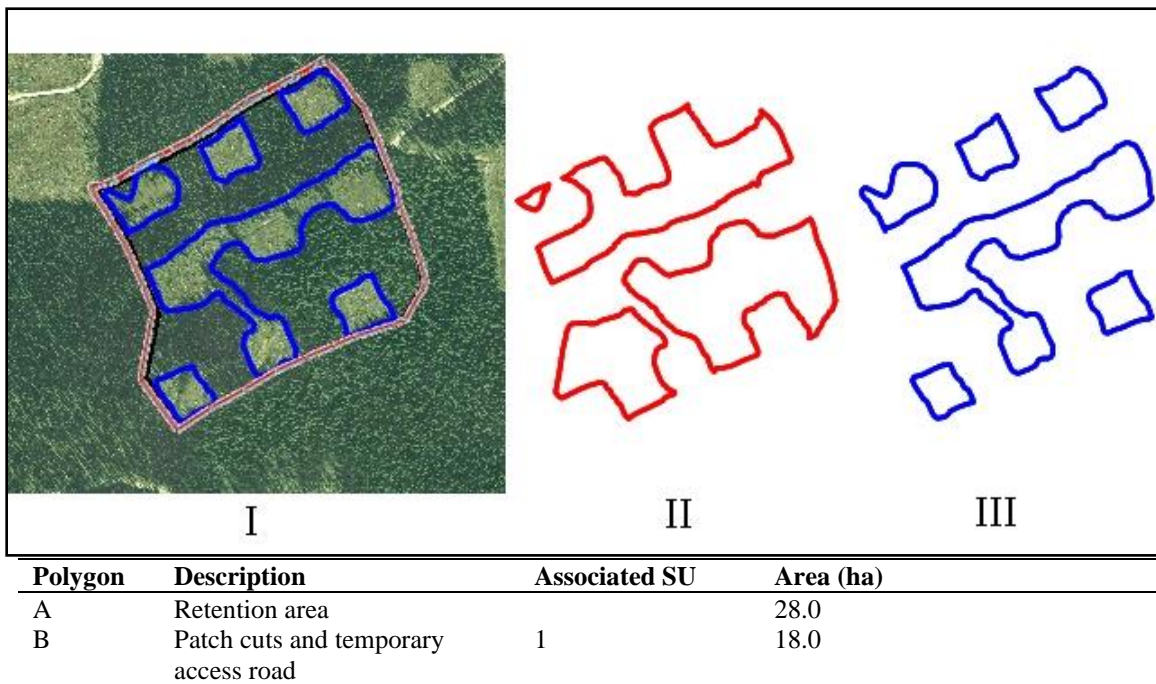 I II III
Polygon Description Associated SU Area (ha)
A Retention area 28.0
B Patch cuts and temporary 1 18.0
access road